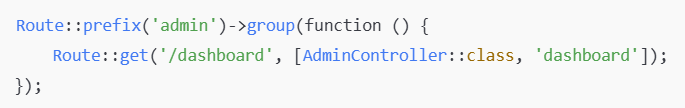 Route::prefix('admin')->group(function () {
    Route::get('/dashboard', [AdminController::class, 'dashboard']);
});